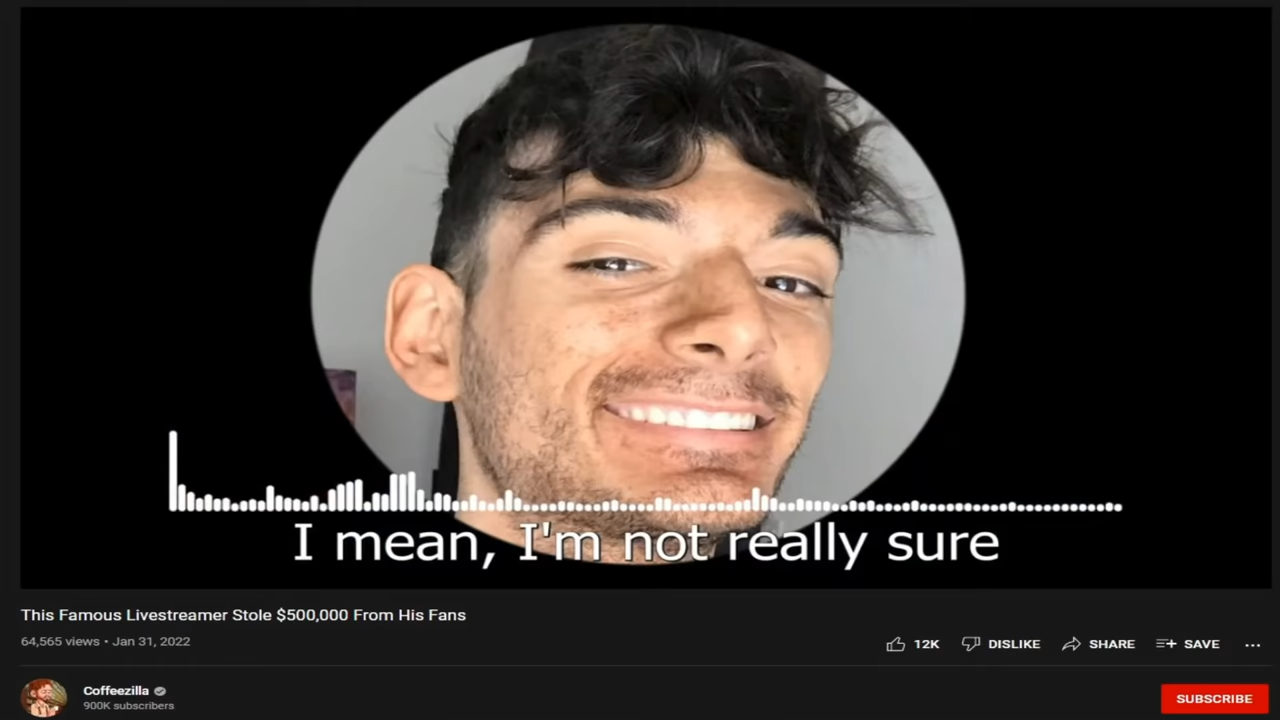 I mean, I'm not really sure
This Famous Livestreamer Stole $500,000 From His Fans
64,565 views • Jan 31, 2022
12K DISLIKE SHARE SAVE ...
Coffeezilla
900K subscribers
SUBSCRIBE